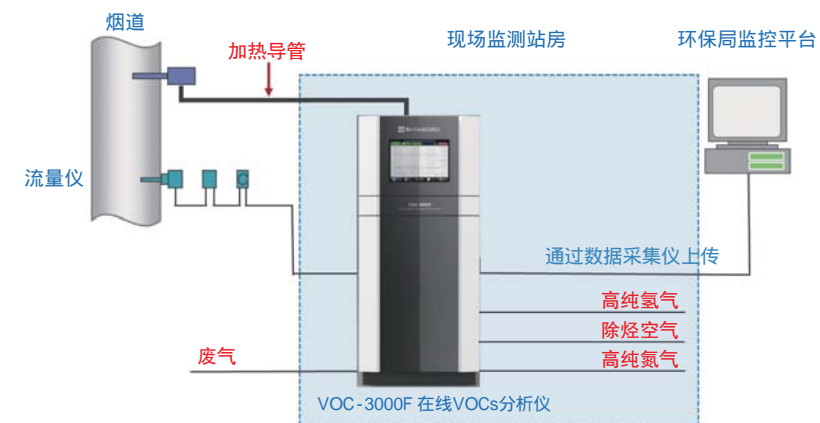 烟道
现场监测站房
环保局监控平台
加热导管
SHIMADZU
流量仪
通过数据采集仪上传
高纯氢气
除烃空气
废气
高纯氮气
VOC-3000F 在线VOCs分析仪